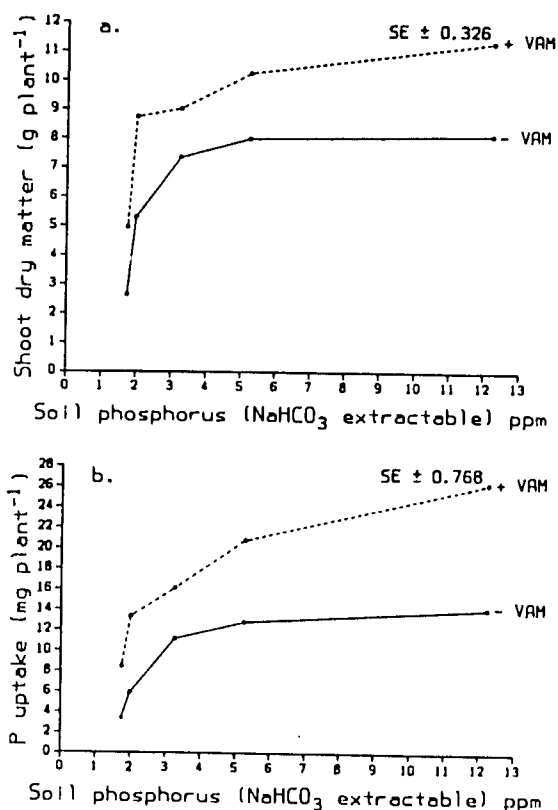 a.
SE ± 0.326
+ VAM
- VAM
12
11
10
9
8
7
6
5
4
3
2
1
0
Shoot dry matter (g plant⁻¹)
0 1 2 3 4 5 6 7 8 9 10 11 12 13
Soil phosphorus (NaHCO₃ extractable) ppm
b.
SE ± 0.768
+ VAM
- VAM
28
26
24
22
20
18
16
14
12
10
8
6
4
2
0
P uptake (mg plant⁻¹)
0 1 2 3 4 5 6 7 8 9 10 11 12 13
Soil phosphorus (NaHCO₃ extractable) ppm